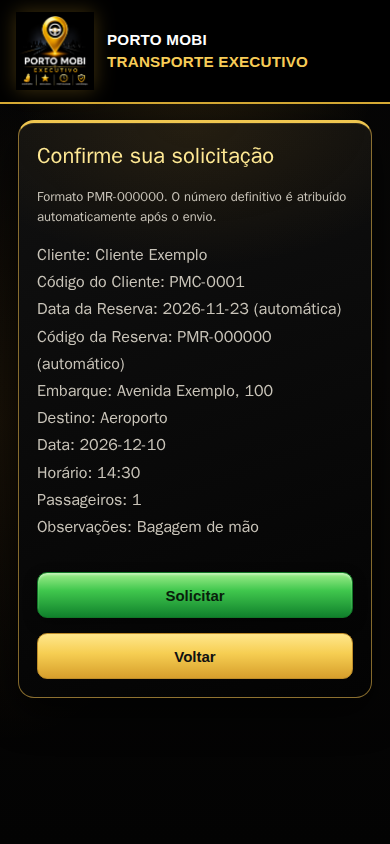 PORTO MOBI
EXECUTIVO
PORTO MOBI
TRANSPORTE EXECUTIVO
Confirme sua solicitação
Formato PMR-000000. O número definitivo é atribuído
automaticamente após o envio.
Cliente: Cliente Exemplo
Código do Cliente: PMC-0001
Data da Reserva: 2026-11-23 (automática)
Código da Reserva: PMR-000000
(automático)
Embarque: Avenida Exemplo, 100
Destino: Aeroporto
Data: 2026-12-10
Horário: 14:30
Passageiros: 1
Observações: Bagagem de mão
Solicitar
Voltar